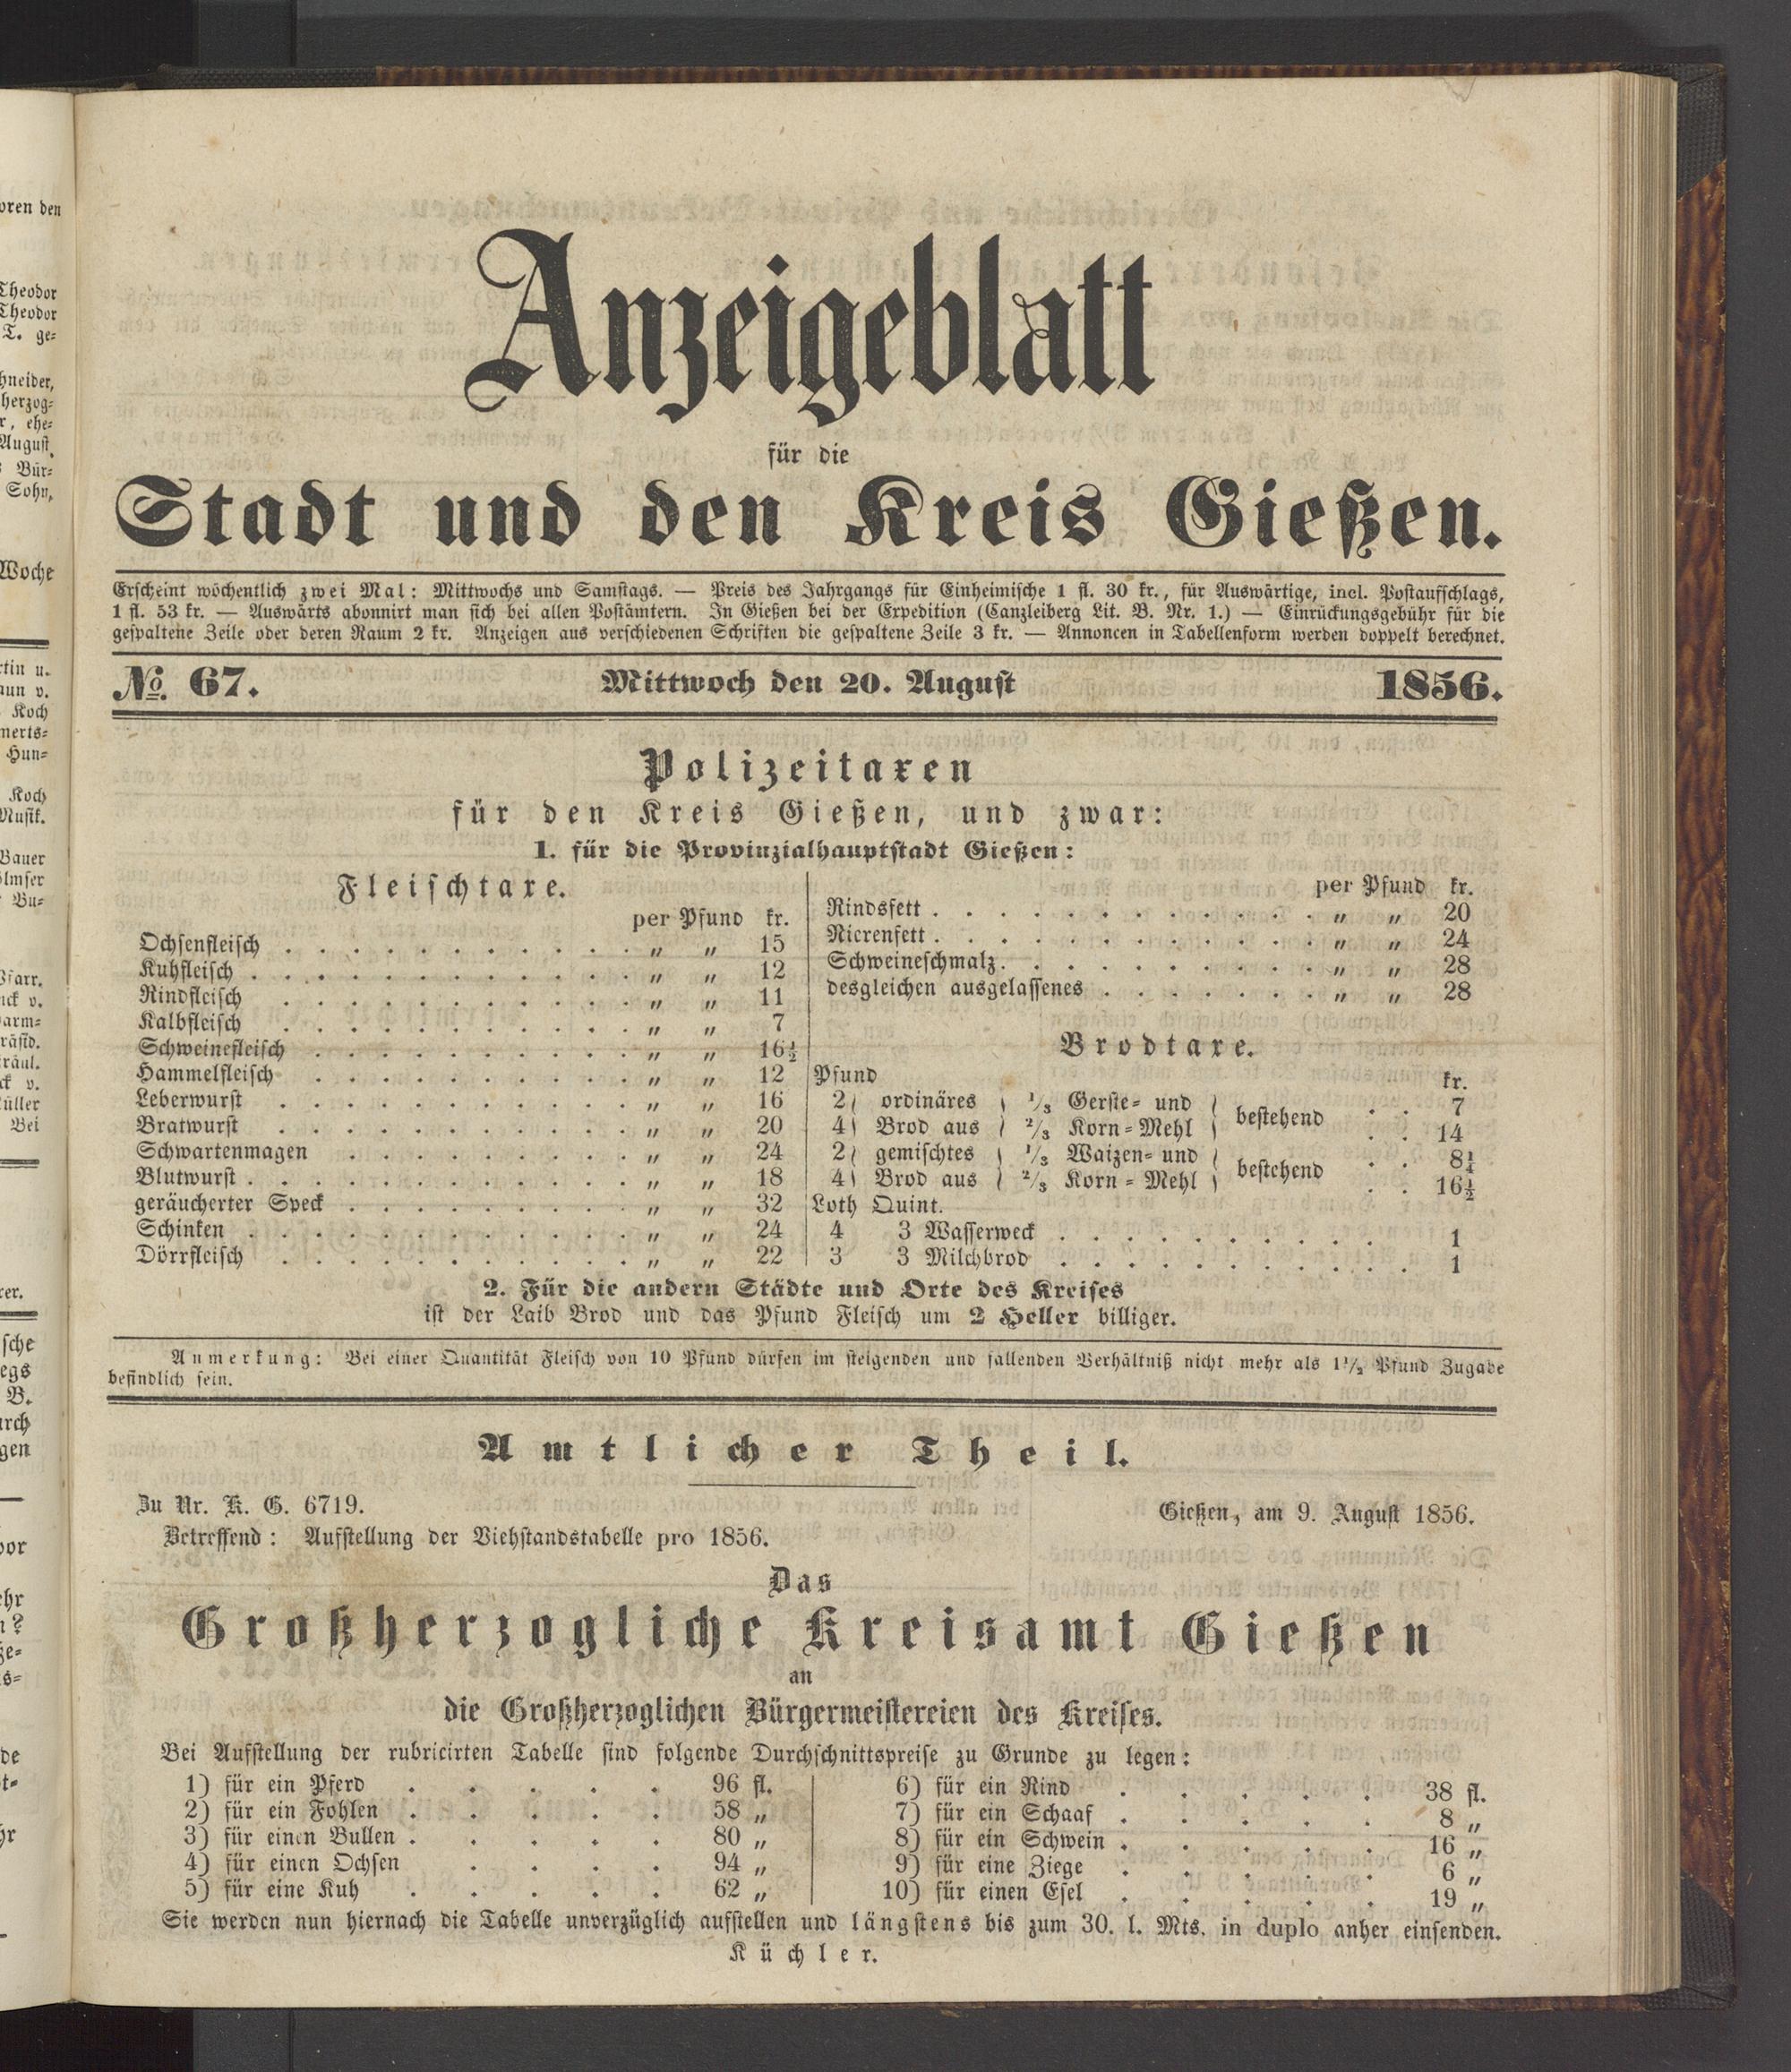 Anzeigeblatt
für die
Stadt und den Kreis Gießen.
Erscheint wöchentlich zwei Mal: Mittwochs und Samstags. — Preis des Jahrgangs für Einheimische 1 fl. 30 kr., für Auswärtige, incl. Postaufschlags,
1 fl. 53 kr. — Auswärts abonnirt man sich bei allen Postämtern. In Gießen bei der Expedition (Canzleiberg Lit. B. Nr. 1.) — Einrückungsgebühr für die
gespaltene Zeile oder deren Raum 2 kr. Anzeigen aus verschiedenen Schriften die gespaltene Zeile 3 kr. — Annoncen in Tabellenform werden doppelt berechnet.
No. 67. Mittwoch den 20. August 1856.
Polizeitaxen
für den Kreis Gießen, und zwar:
1. für die Provinzialhauptstadt Gießen:
Fleischtaxe.
per Pfund kr.
Ochsenfleisch . . . . . . . . . . . „ „ 15
Kuhfleisch . . . . . . . . . . . . „ „ 12
Rindfleisch . . . . . . . . . . . „ „ 11
Kalbfleisch . . . . . . . . . . . „ „ 7
Schweinefleisch . . . . . . . . . . „ „ 16½
Hammelfleisch . . . . . . . . . . „ „ 12
Leberwurst . . . . . . . . . . . „ „ 16
Bratwurst . . . . . . . . . . . „ „ 20
Schwartenmagen . . . . . . . . . „ „ 24
Blutwurst . . . . . . . . . . . . „ „ 18
geräucherter Speck . . . . . . . . . „ „ 32
Schinken . . . . . . . . . . . . „ „ 24
Dörrfleisch . . . . . . . . . . . „ „ 22
per Pfund kr.
Rindsfett . . . . . . . . . . . . „ „ 20
Nierenfett . . . . . . . . . . . . „ „ 24
Schweineschmalz . . . . . . . . . . „ „ 28
desgleichen ausgelassenes . . . . . . . „ „ 28
Brodtaxe.
Pfund kr.
2 ordinäres ⅓ Gerste- und bestehend . . 7
4 Brod aus ⅔ Korn-Mehl . . 14
2 gemischtes ⅓ Waizen- und bestehend . . 8¼
4 Brod aus ⅔ Korn-Mehl . . 16½
Loth Quint.
4 3 Wasserweck . . . . . . . . . . 1
3 3 Milchbrod . . . . . . . . . . . 1
2. Für die andern Städte und Orte des Kreises
ist der Laib Brod und das Pfund Fleisch um 2 Heller billiger.
Anmerkung: Bei einer Quantität Fleisch von 10 Pfund dürfen im steigenden und fallenden Verhältniß nicht mehr als 1½ Pfund Zugabe
befindlich sein.
Amtlicher Theil.
Zu Nr. K. G. 6719. Gießen, am 9. August 1856.
Betreffend: Aufstellung der Viehstandstabelle pro 1856.
Das
Großherzogliche Kreisamt Gießen
an
die Großherzoglichen Bürgermeistereien des Kreises.
Bei Aufstellung der rubricirten Tabelle sind folgende Durchschnittspreise zu Grunde zu legen:
1) für ein Pferd . . . . . 96 fl.
2) für ein Fohlen . . . . . 58 „
3) für einen Bullen . . . . . 80 „
4) für einen Ochsen . . . . 94 „
5) für eine Kuh . . . . . 62 „
6) für ein Rind . . . . . 38 fl.
7) für ein Schaaf . . . . . 8 „
8) für ein Schwein . . . . . 16 „
9) für eine Ziege . . . . . 6 „
10) für einen Esel . . . . . 19 „
Sie werden nun hiernach die Tabelle unverzüglich aufstellen und längstens bis zum 30. l. Mts. in duplo anher einsenden.
Küchler.